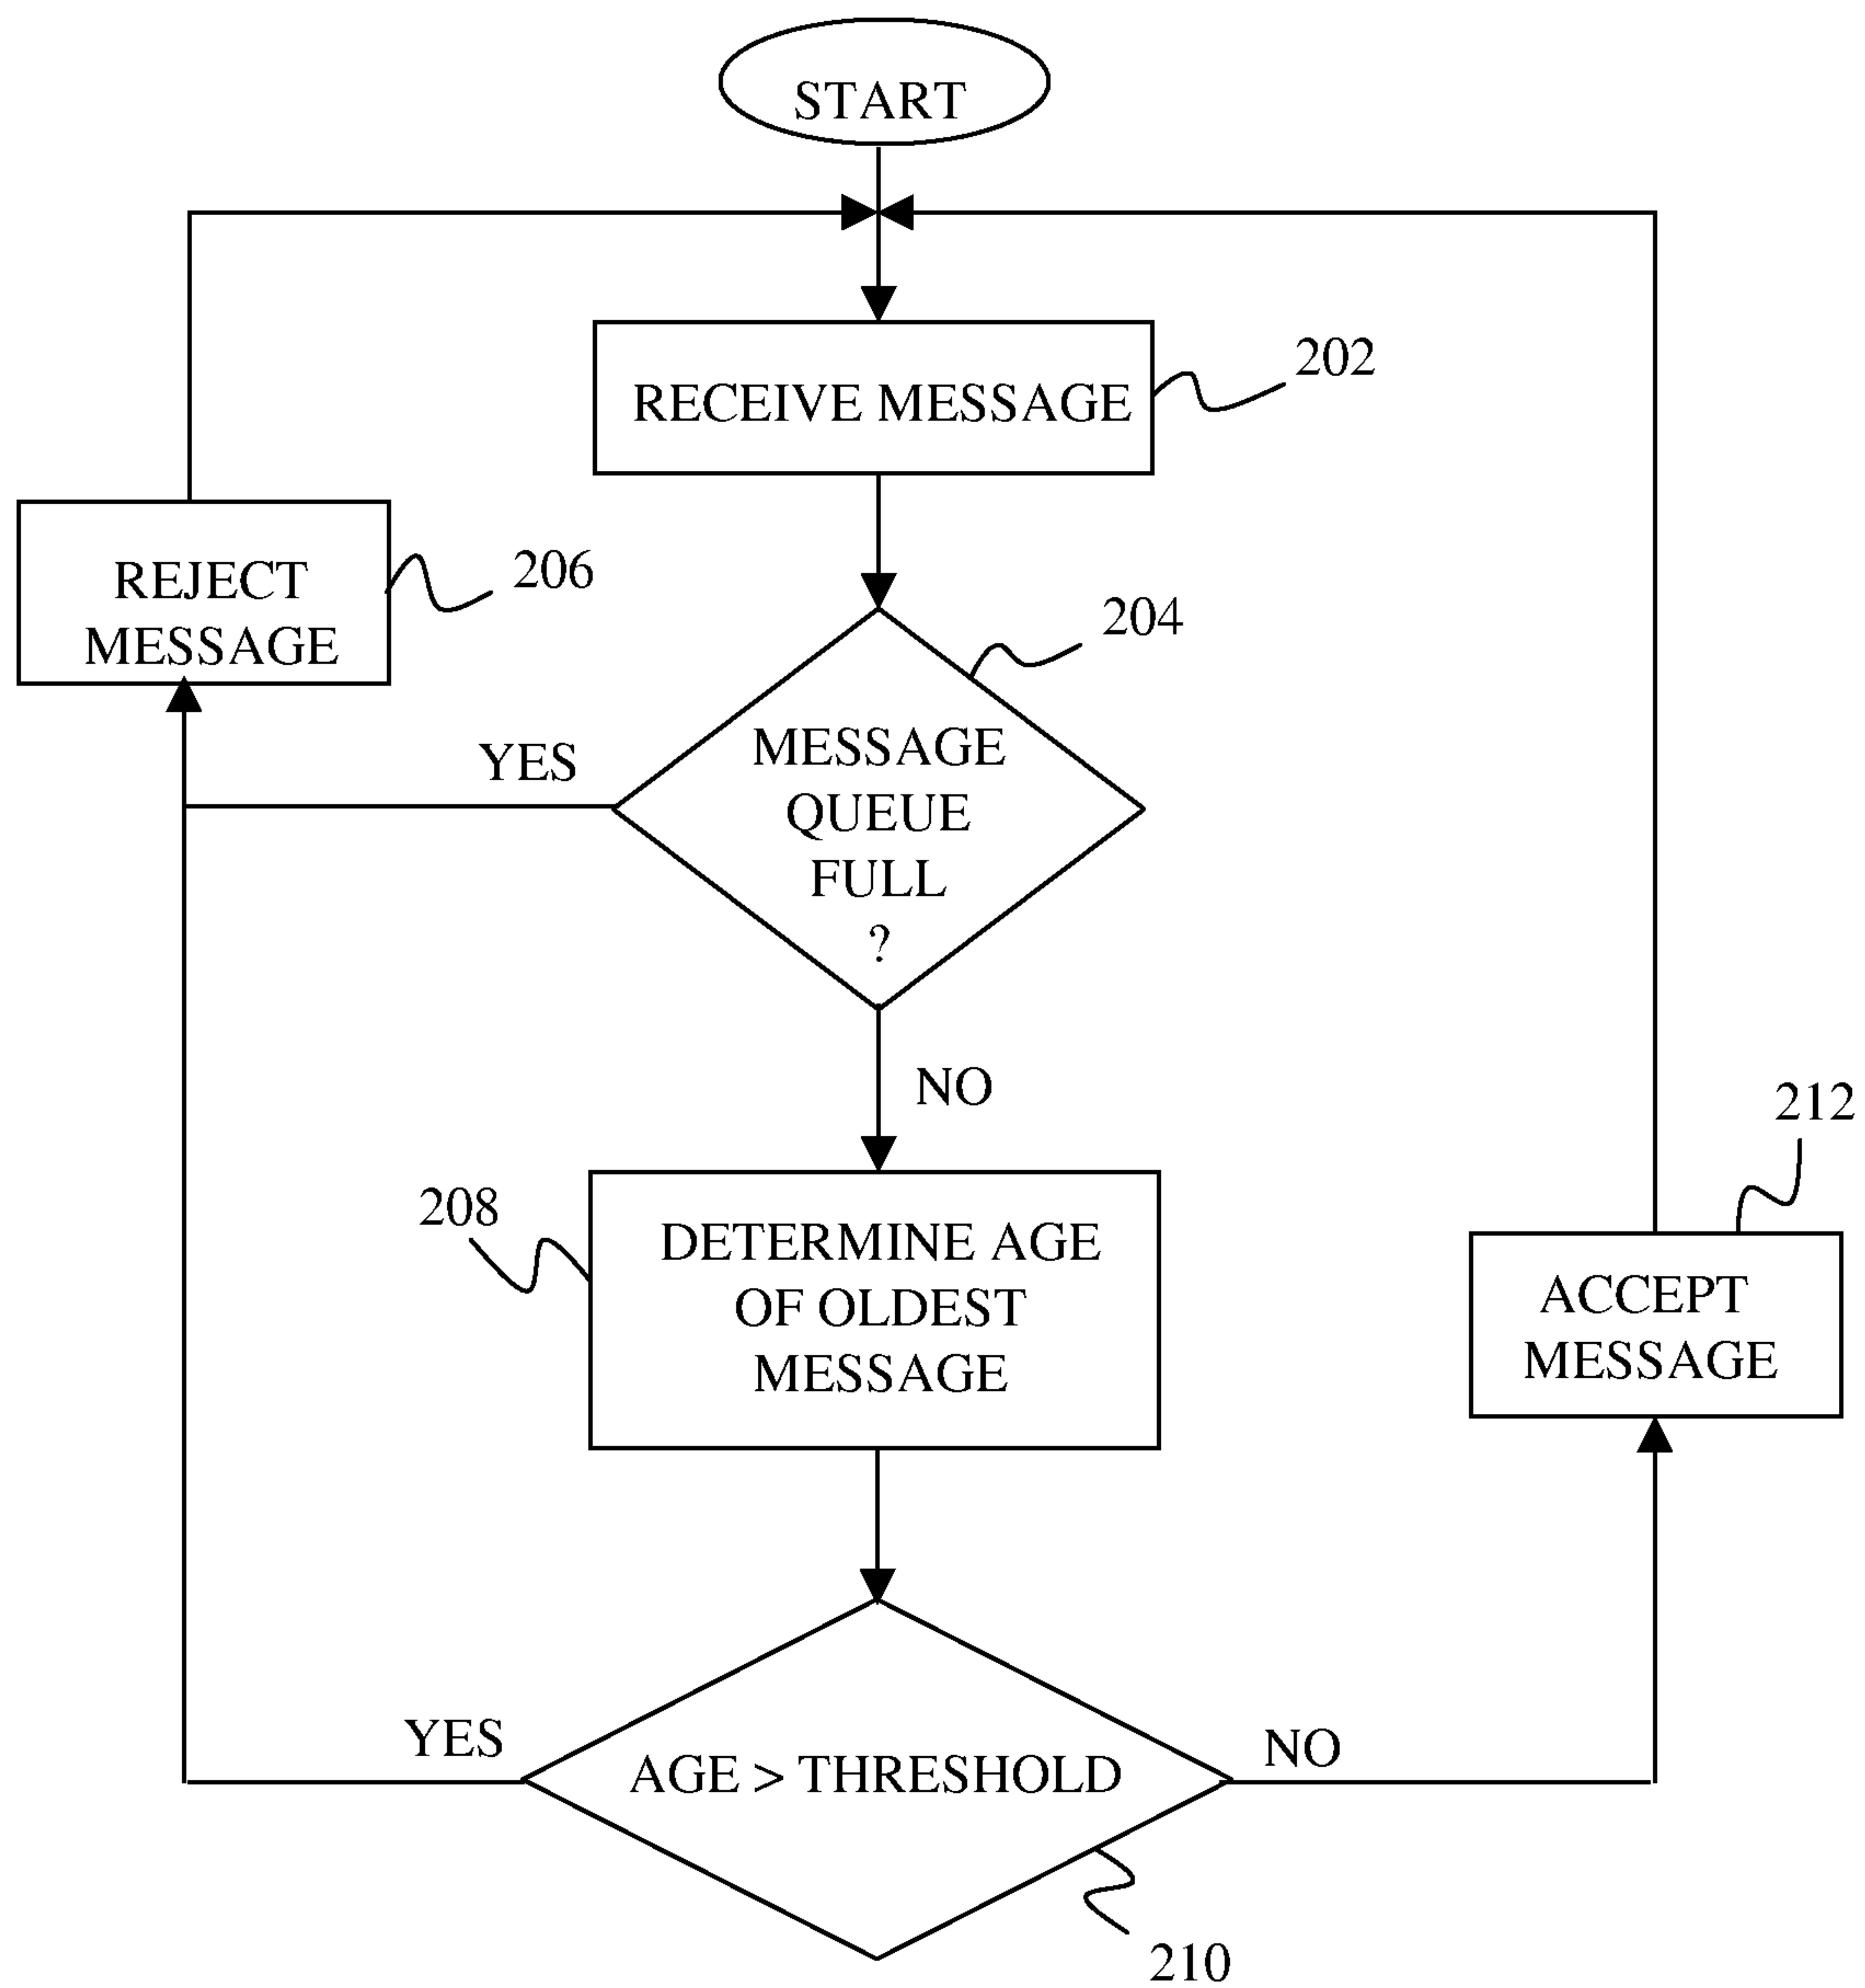 START
202
RECEIVE MESSAGE
206
REJECT
MESSAGE
204
YES
MESSAGE
QUEUE
FULL
?
NO
212
208
DETERMINE AGE
OF OLDEST
MESSAGE
ACCEPT
MESSAGE
YES
NO
AGE > THRESHOLD
210